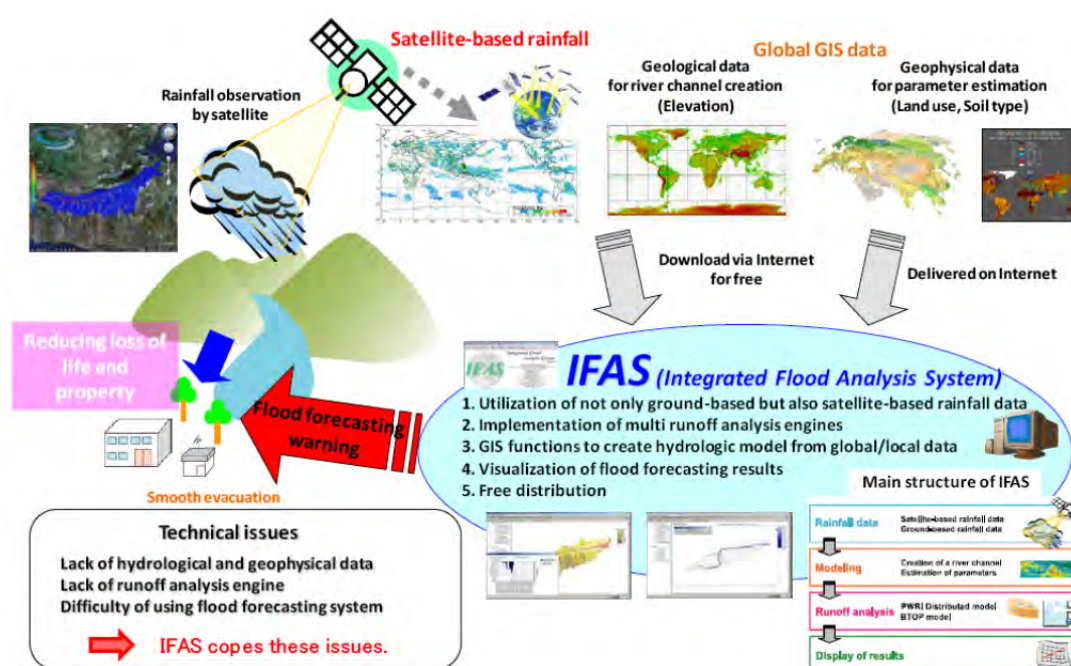 Satellite-based rainfall
Rainfall observation
by satellite
Global GIS data
Geological data
for river channel creation
(Elevation)
Geophysical data
for parameter estimation
(Land use, Soil type)
Download via Internet
for free
Delivered on Internet
Reducing loss of
life and
property
Flood forecasting
warning
Smooth evacuation
IFAS
IFAS (Integrated Flood Analysis System)
1. Utilization of not only ground-based but also satellite-based rainfall data
2. Implementation of multi runoff analysis engines
3. GIS functions to create hydrologic model from global/local data
4. Visualization of flood forecasting results
5. Free distribution
Technical issues
Lack of hydrological and geophysical data
Lack of runoff analysis engine
Difficulty of using flood forecasting system
IFAS copes these issues.
Main structure of IFAS
Rainfall data
Satellite-based rainfall data
Ground-based rainfall data
Modeling
Creation of a river channel
Estimation of parameters
Runoff analysis
PWRI Distributed model
BTOP model
Display of results